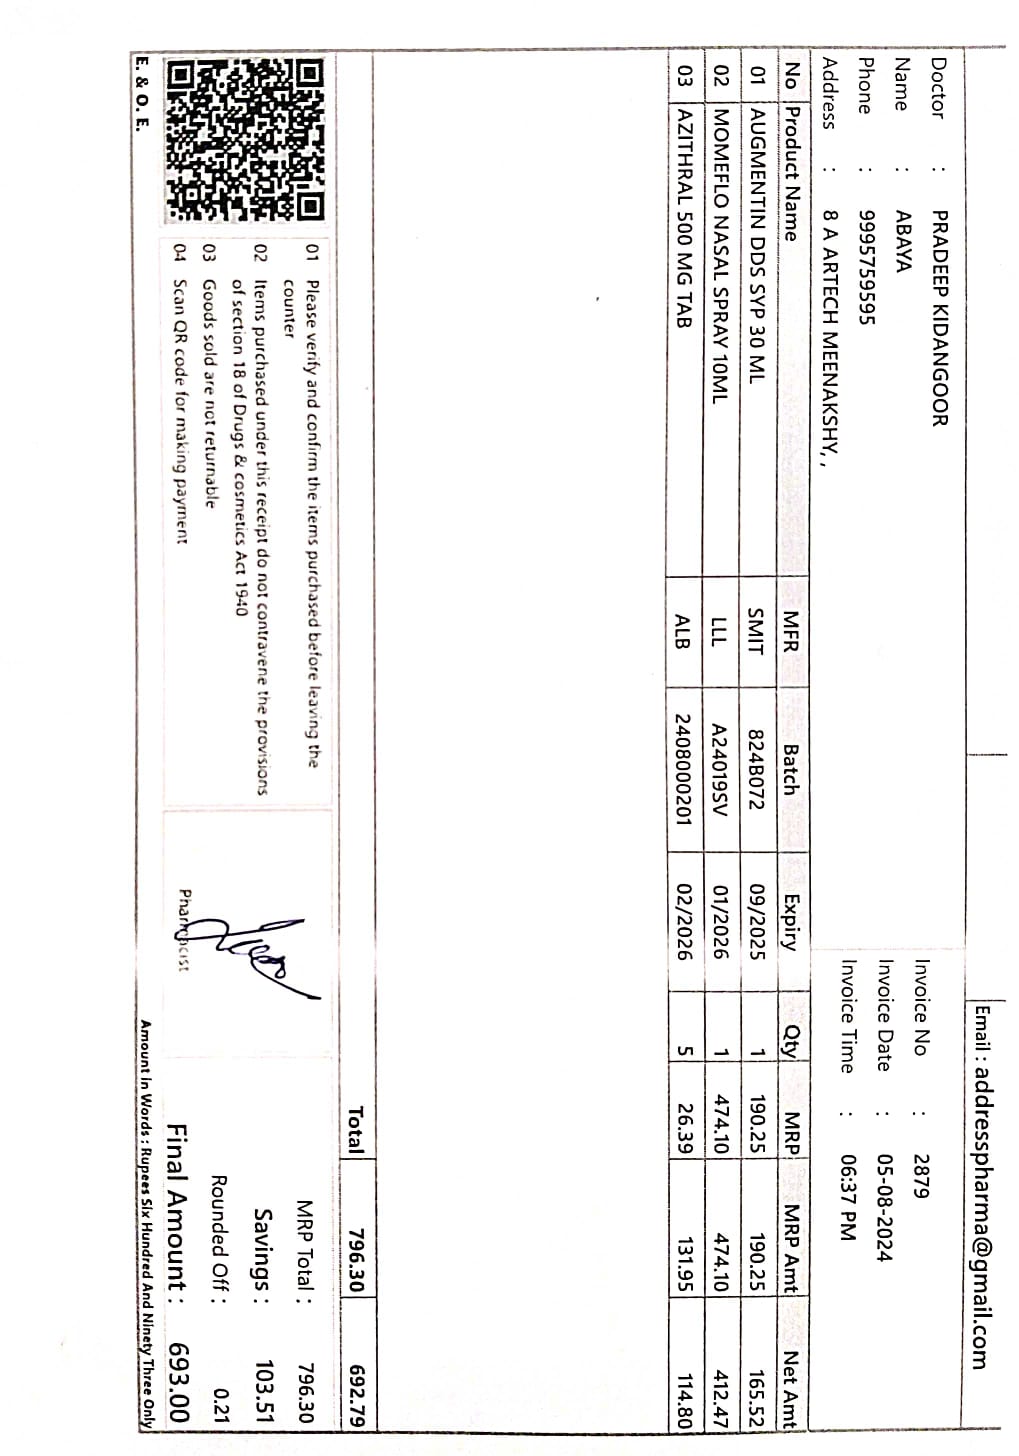 Email : addresspharma@gmail.com
Doctor : PRADEEP KIDANGOOR
Name : ABAYA
Phone : 9995759595
Address : 8 A ARTECH MEENAKSHY, ,
Invoice No : 2879
Invoice Date : 05-08-2024
Invoice Time : 06:37 PM
No Product Name MFR Batch Expiry Qty MRP MRP Amt Net Amt
01 AUGMENTIN DDS SYP 30 ML SMIT 824B072 09/2025 1 190.25 190.25 165.52
02 MOMEFLO NASAL SPRAY 10ML LLL A24019SV 01/2026 1 474.10 474.10 412.47
03 AZITHRAL 500 MG TAB ALB 2408000201 02/2026 5 26.39 131.95 114.80
Total 796.30 692.79
01 Please verify and confirm the items purchased before leaving the
counter
02 Items purchased under this receipt do not contravene the provisions
of section 18 of Drugs & cosmetics Act 1940
03 Goods sold are not returnable
04 Scan QR code for making payment
Pharmacist
MRP Total : 796.30
Savings : 103.51
Rounded Off : 0.21
Final Amount : 693.00
E. & O. E.
Amount In Words : Rupees Six Hundred And Ninety Three Only